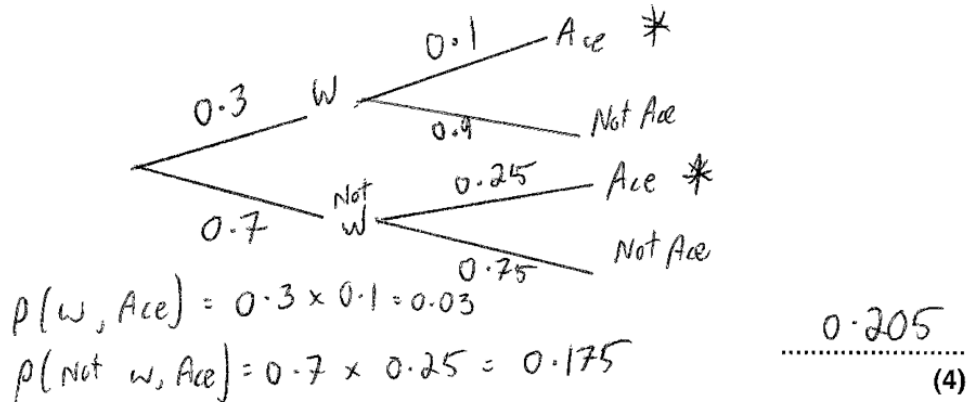 0.1 Ace *
0.3 W
0.9 Not Ace
0.25 Ace *
0.7 Not W
0.75 Not Ace
P(W, Ace) = 0.3 × 0.1 = 0.03
P(Not W, Ace) = 0.7 × 0.25 = 0.175
0.205
(4)